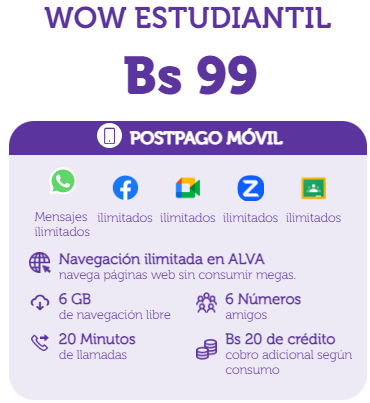 WOW ESTUDIANTIL
Bs 99
POSTPAGO MÓVIL
Mensajes ilimitados
ilimitados
ilimitados
ilimitados
ilimitados
Navegación ilimitada en ALVA
navega páginas web sin consumir megas.
6 GB
de navegación libre
6 Números
amigos
20 Minutos
de llamadas
Bs 20 de crédito
cobro adicional según
consumo